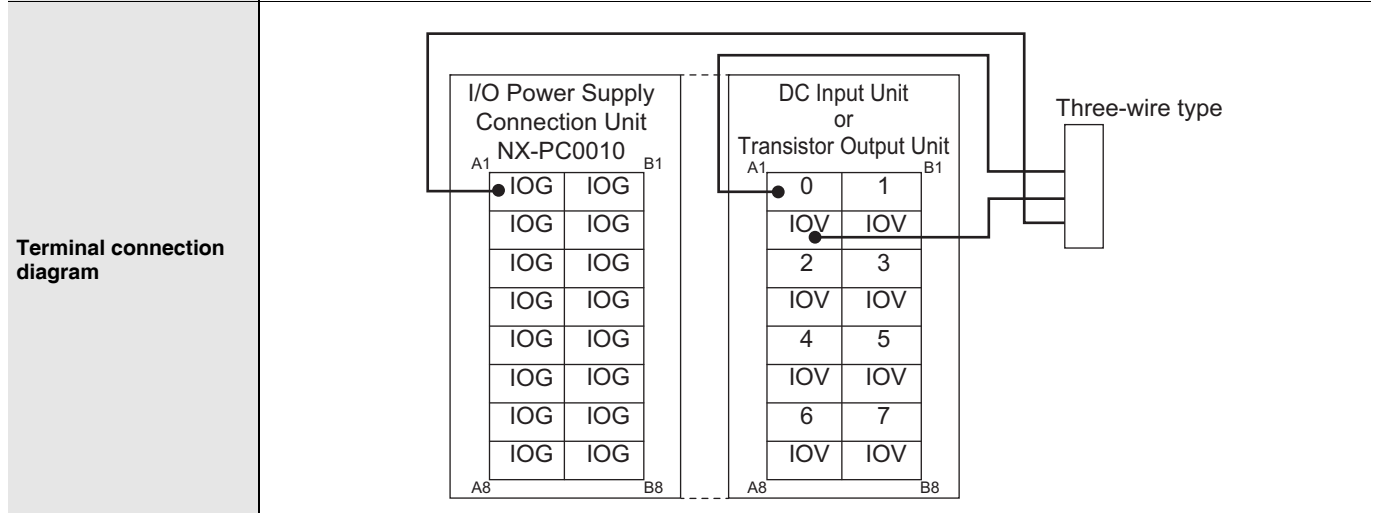 Terminal connection
diagram
I/O Power Supply
Connection Unit
NX-PC0010
A1 B1
IOG IOG
IOG IOG
IOG IOG
IOG IOG
IOG IOG
IOG IOG
IOG IOG
IOG IOG
A8 B8
DC Input Unit
or
Transistor Output Unit
A1 B1
0 1
IOV IOV
2 3
IOV IOV
4 5
IOV IOV
6 7
IOV IOV
A8 B8
Three-wire type